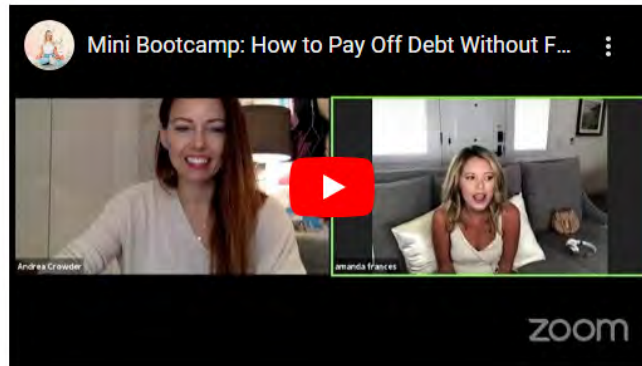 Mini Bootcamp: How to Pay Off Debt Without F...
Andrea Crowder
amanda frances
zoom